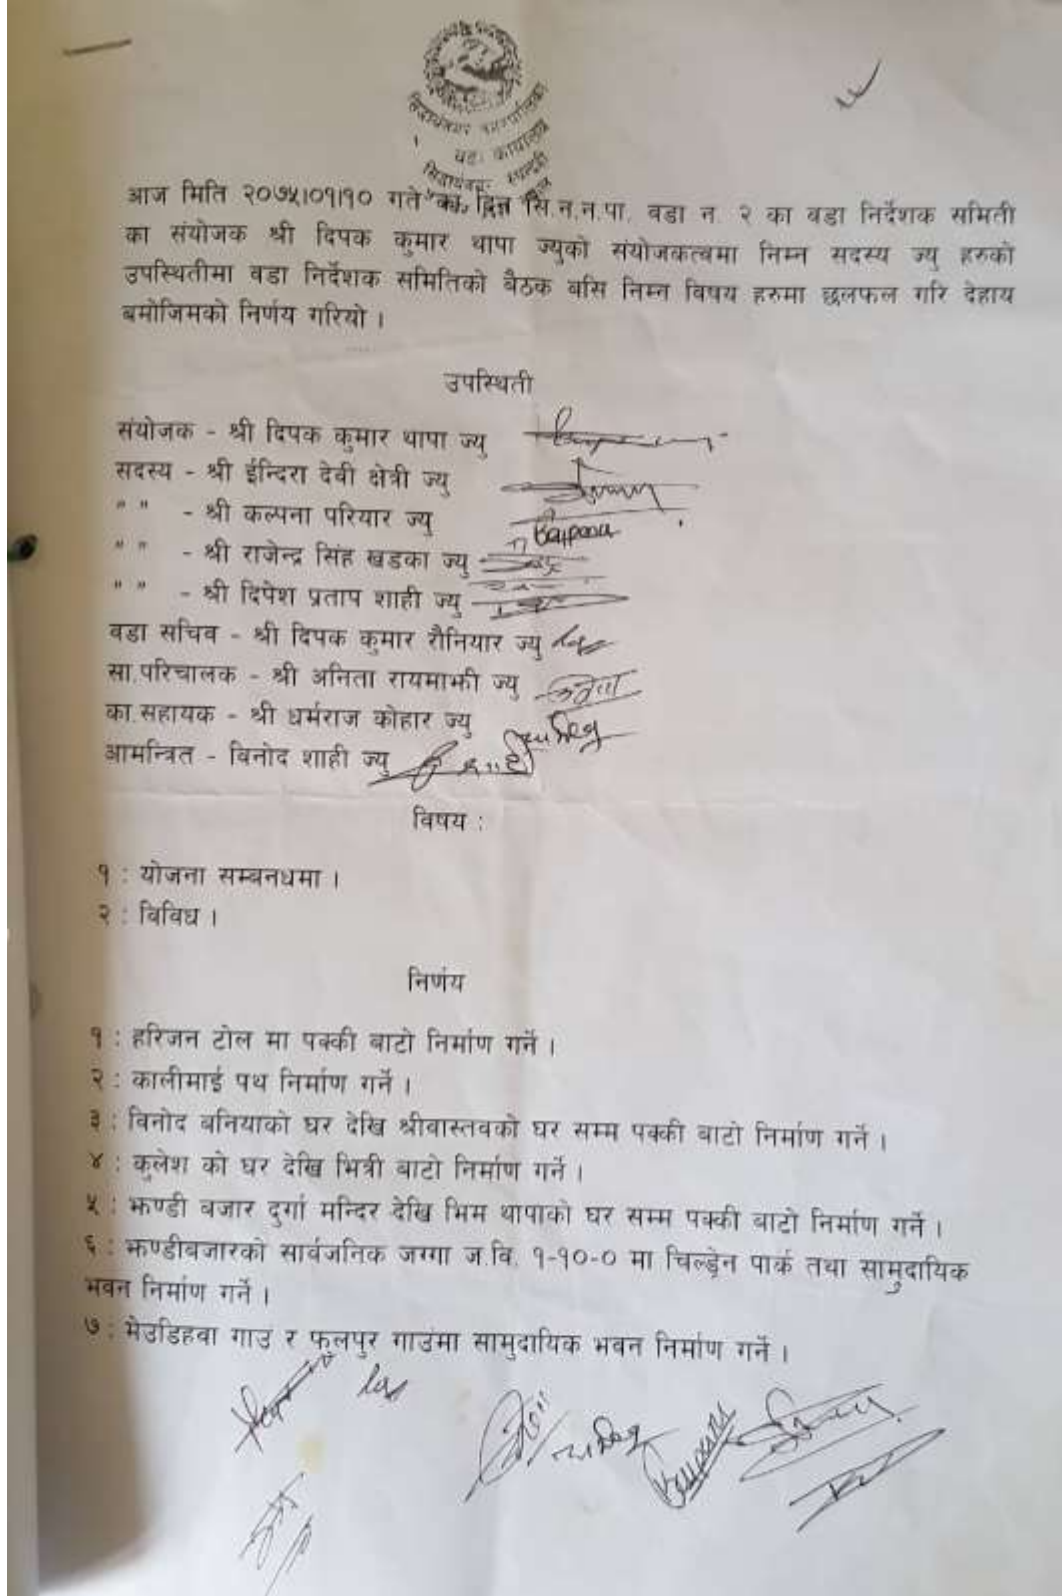 सिद्धार्थनगर नगरपालिका
आज मिति २०७५।०१।१० गते का दिन सि.न.न.पा. वडा न. २ का वडा निर्देशक समिती
का संयोजक श्री दिपक कुमार थापा ज्युको संयोजकत्वमा निम्न सदस्य ज्यु हरुको
उपस्थितीमा वडा निर्देशक समितिको बैठक बसि निम्न विषय हरुमा छलफल गरि देहाय
बमोजिमको निर्णय गरियो ।
उपस्थिती
संयोजक - श्री दिपक कुमार थापा ज्यु
सदस्य - श्री ईन्दिरा देवी क्षेत्री ज्यु
" " - श्री कल्पना परियार ज्यु
" " - श्री राजेन्द्र सिंह खडका ज्यु
" " - श्री दिपेश प्रताप शाही ज्यु
वडा सचिव - श्री दिपक कुमार रौनियार ज्यु
सा.परिचालक - श्री अनिता रायमाझी ज्यु
का.सहायक - श्री धर्मराज कोहार ज्यु
आमन्त्रित - विनोद शाही ज्यु
विषय :
१ : योजना सम्बनधमा ।
२ : विविध ।
निर्णय
१ : हरिजन टोल मा पक्की बाटो निर्माण गर्ने ।
२ : कालीमाई पथ निर्माण गर्ने ।
३ : विनोद बनियाको घर देखि श्रीवास्तवको घर सम्म पक्की बाटो निर्माण गर्ने ।
४ : कुलेश को घर देखि भित्री बाटो निर्माण गर्ने ।
५ : झण्डी बजार दुर्गा मन्दिर देखि भिम थापाको घर सम्म पक्की बाटो निर्माण गर्ने ।
६ : झण्डीबजारको सार्वजनिक जग्गा ज.वि. १-१०-० मा चिल्ड्रेन पार्क तथा सामुदायिक
भवन निर्माण गर्ने ।
७ : मेउडिहवा गाउं र फुलपुर गाउंमा सामुदायिक भवन निर्माण गर्ने ।